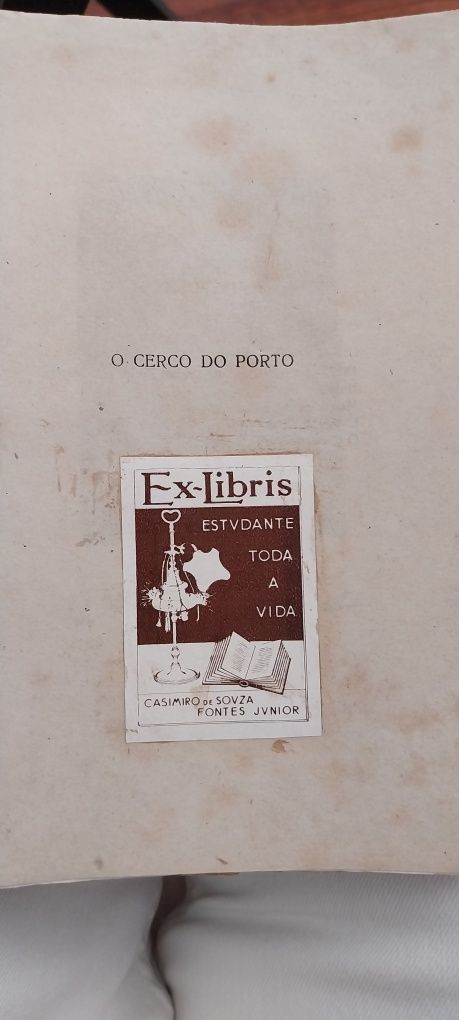 O CERCO DO PORTO
Ex-Libris
ESTVDANTE
TODA
A
VIDA
CASIMIRO DE SOVZA
FONTES JVNIOR